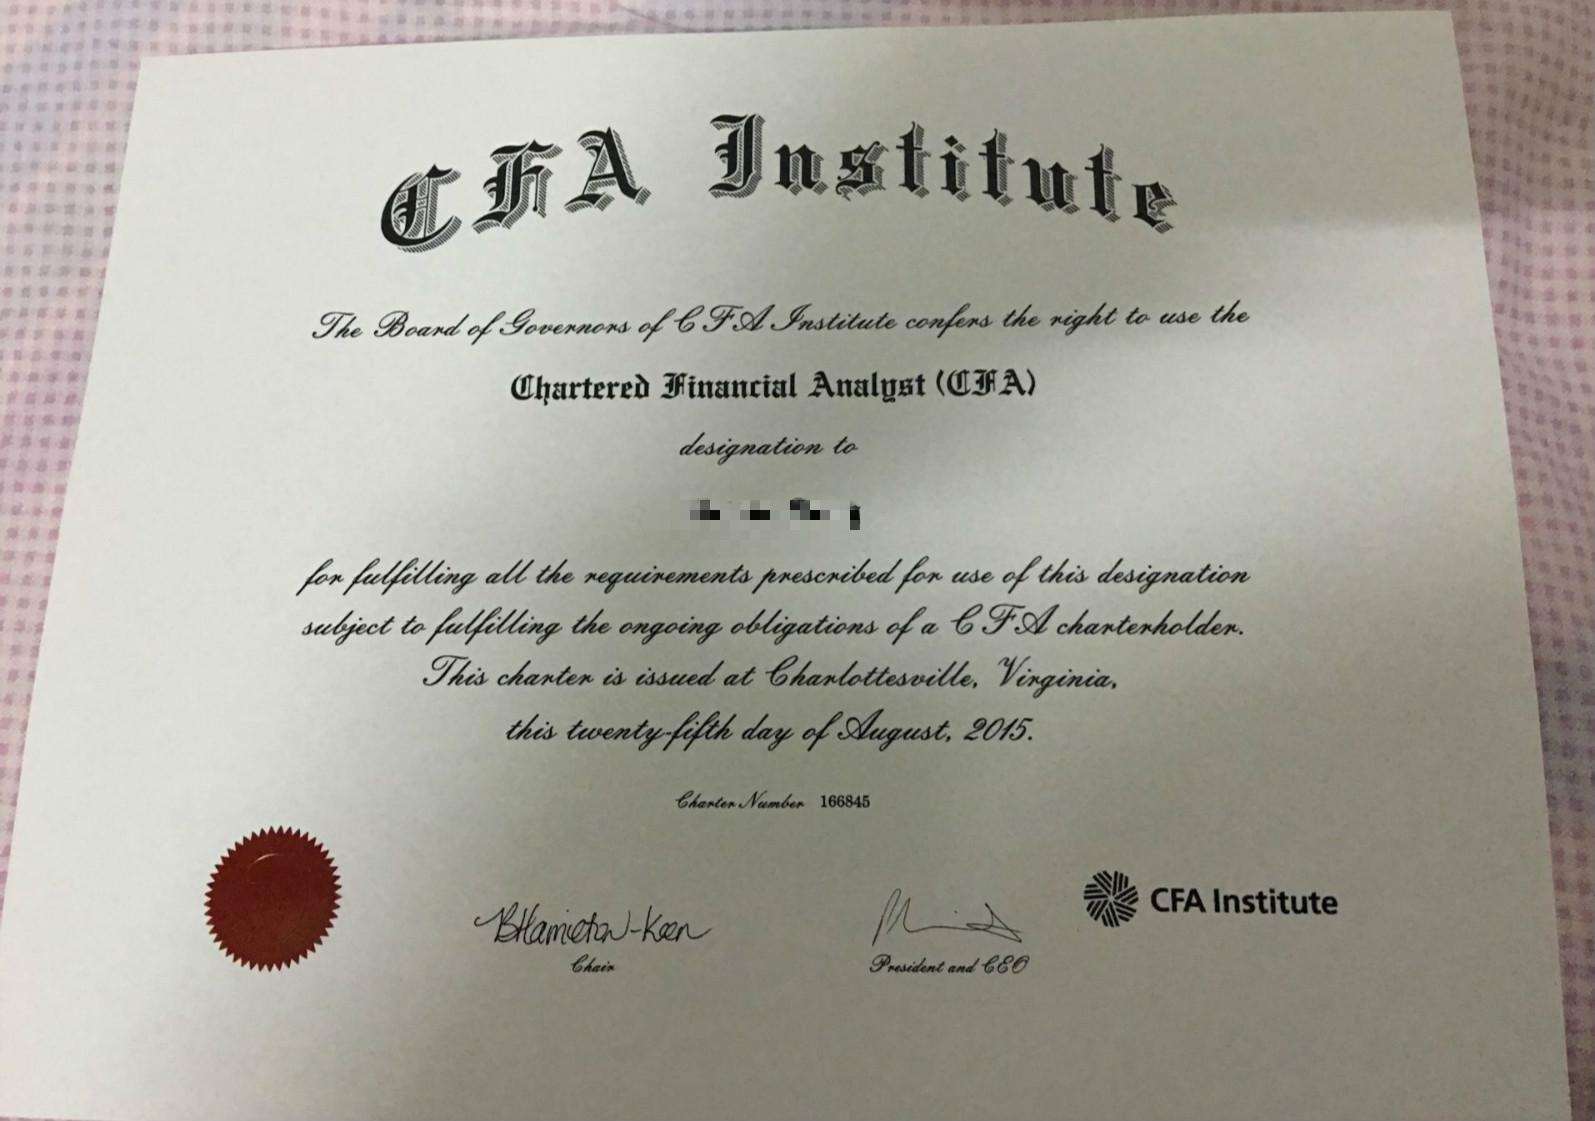 CFA Institute
The Board of Governors of CFA Institute confers the right to use the
Chartered Financial Analyst (CFA)
designation to
for fulfilling all the requirements prescribed for use of this designation
subject to fulfilling the ongoing obligations of a CFA charterholder.
This charter is issued at Charlottesville, Virginia,
this twenty-fifth day of August, 2015.
Charter Number 166845
BHamilton-Keen
CFA Institute
Chair
President and CEO